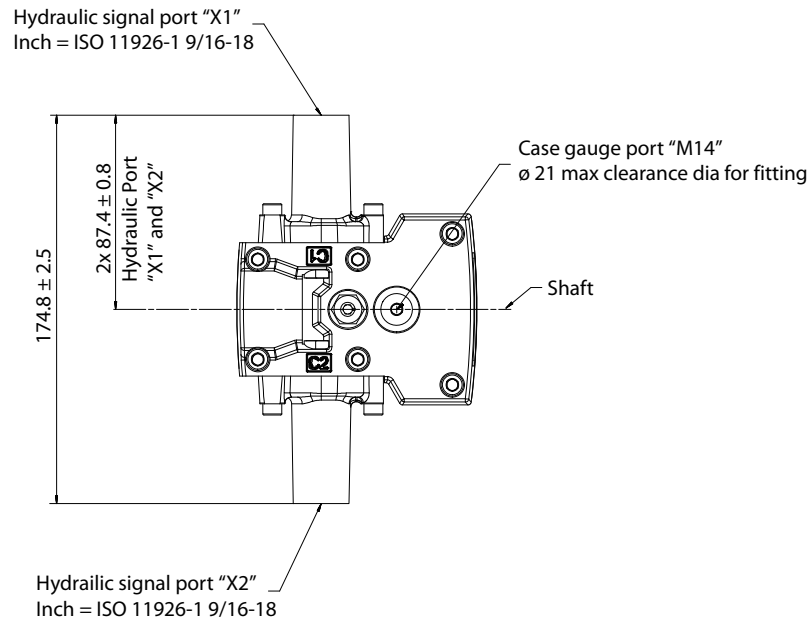 Hydraulic signal port “X1”
Inch = ISO 11926-1 9/16-18
Case gauge port “M14”
ø 21 max clearance dia for fitting
2x 87.4 ± 0.8
Hydraulic Port
“X1” and “X2”
174.8 ± 2.5
C1
Shaft
C2
Hydrailic signal port “X2”
Inch = ISO 11926-1 9/16-18